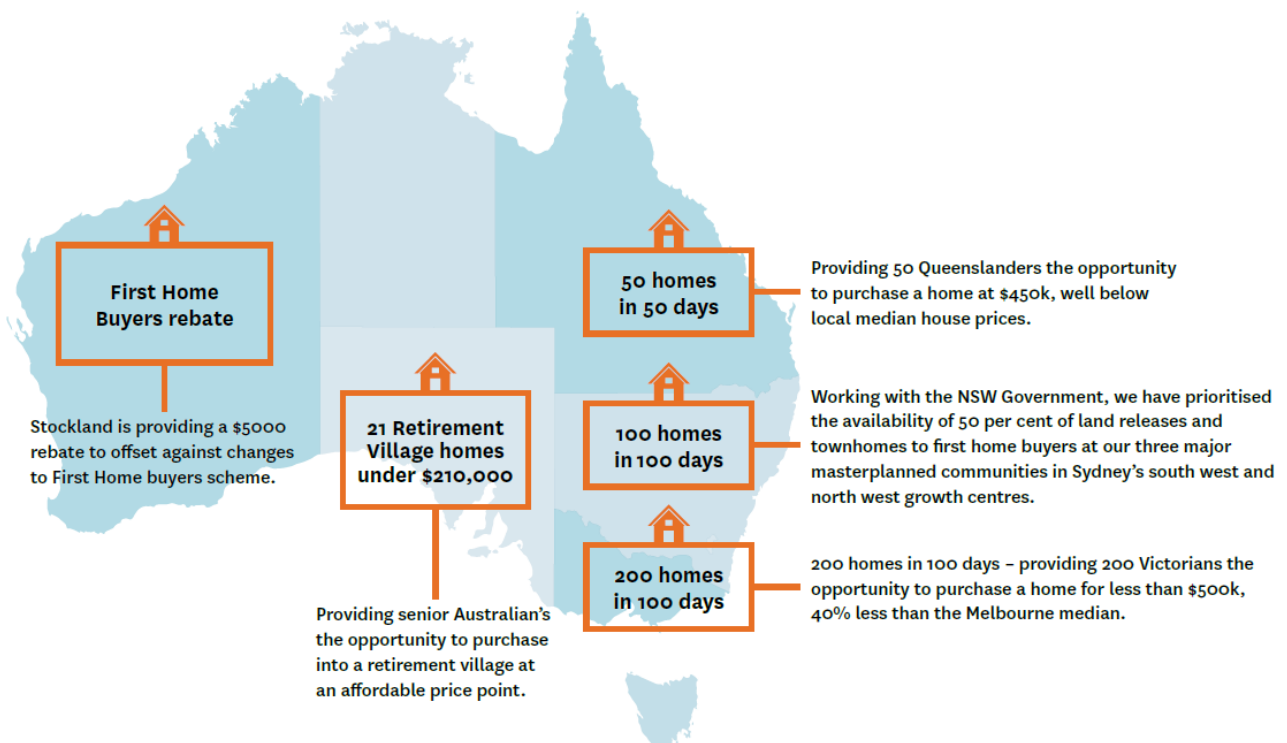 First Home
Buyers rebate
Stockland is providing a $5000
rebate to offset against changes
to First Home buyers scheme.
21 Retirement
Village homes
under $210,000
Providing senior Australian's
the opportunity to purchase
into a retirement village at
an affordable price point.
50 homes
in 50 days
Providing 50 Queenslanders the opportunity
to purchase a home at $450k, well below
local median house prices.
100 homes
in 100 days
Working with the NSW Government, we have prioritised
the availability of 50 per cent of land releases and
townhomes to first home buyers at our three major
masterplanned communities in Sydney's south west and
north west growth centres.
200 homes
in 100 days
200 homes in 100 days – providing 200 Victorians the
opportunity to purchase a home for less than $500k,
40% less than the Melbourne median.